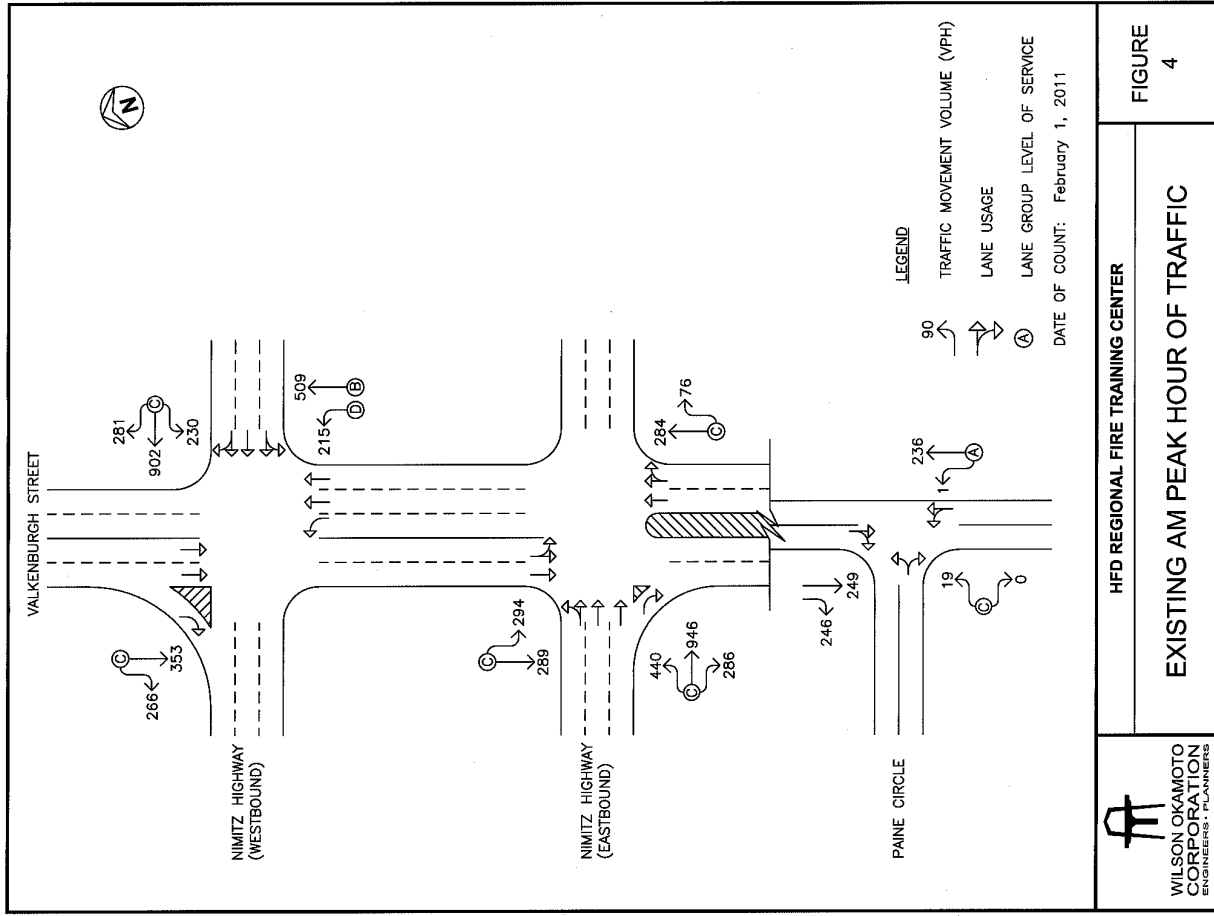 VALKENBURGH STREET
N
281
902
230
C
509
215
D
B
266
353
C
NIMITZ HIGHWAY
(WESTBOUND)
294
289
C
284
76
C
NIMITZ HIGHWAY
(EASTBOUND)
440
946
286
C
246
249
236
1
A
PAINE CIRCLE
19
0
C
LEGEND
90
TRAFFIC MOVEMENT VOLUME (VPH)
LANE USAGE
A
LANE GROUP LEVEL OF SERVICE
DATE OF COUNT: February 1, 2011
WILSON OKAMOTO
CORPORATION
ENGINEERS · PLANNERS
HFD REGIONAL FIRE TRAINING CENTER
EXISTING AM PEAK HOUR OF TRAFFIC
FIGURE
4